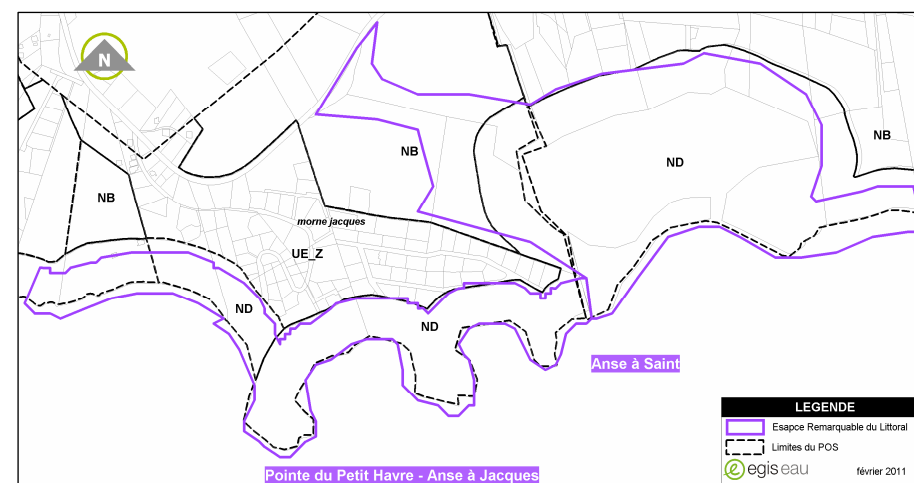 N
NB
NB
NB
ND
morne jacques
UE_Z
ND
ND
Anse à Saint
Pointe du Petit Havre - Anse à Jacques
LEGENDE
Esapce Remarquable du Littoral
Limites du POS
egis eau
février 2011